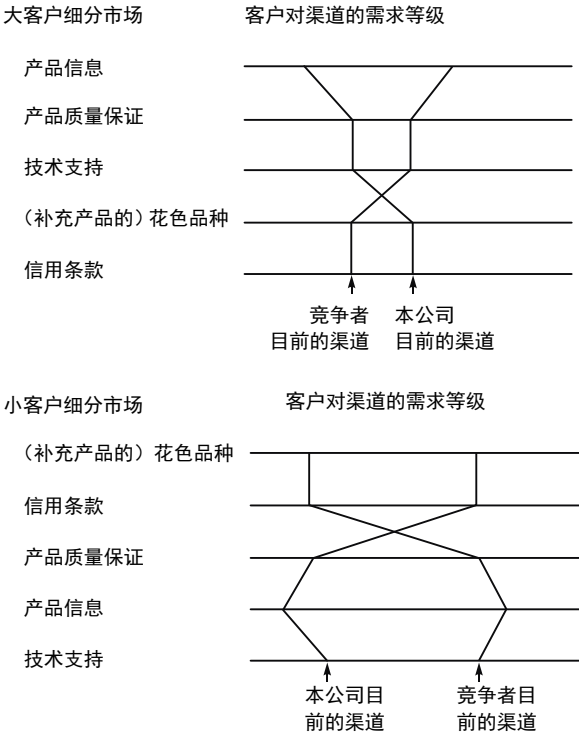 大客户细分市场 客户对渠道的需求等级
产品信息
产品质量保证
技术支持
（补充产品的）花色品种
信用条款
竞争者 本公司
目前的渠道 目前的渠道
小客户细分市场 客户对渠道的需求等级
（补充产品的）花色品种
信用条款
产品质量保证
产品信息
技术支持
本公司目 竞争者目
前的渠道 前的渠道